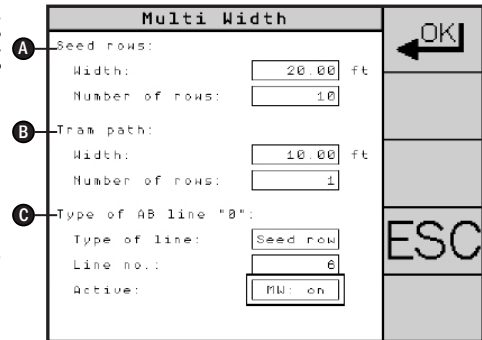 Multi Width
OK
A Seed rows:
Width: 20.00 ft
Number of rows: 10
B Tram path:
Width: 10.00 ft
Number of rows: 1
C Type of AB line "0":
Type of line: Seed row
Line no.: 6
Active: MW: on
ESC